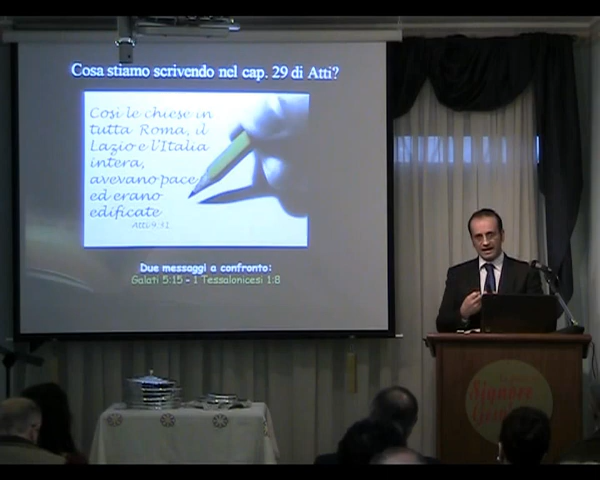 Cosa stiamo scrivendo nel cap. 29 di Atti?
Così le chiese in
tutta Roma, il
Lazio e l'Italia
intera,
avevano pace
ed erano
edificate
Atti 9:31
Due messaggi a confronto:
Galati 5:15 - 1 Tessalonicesi 1:8
Signore